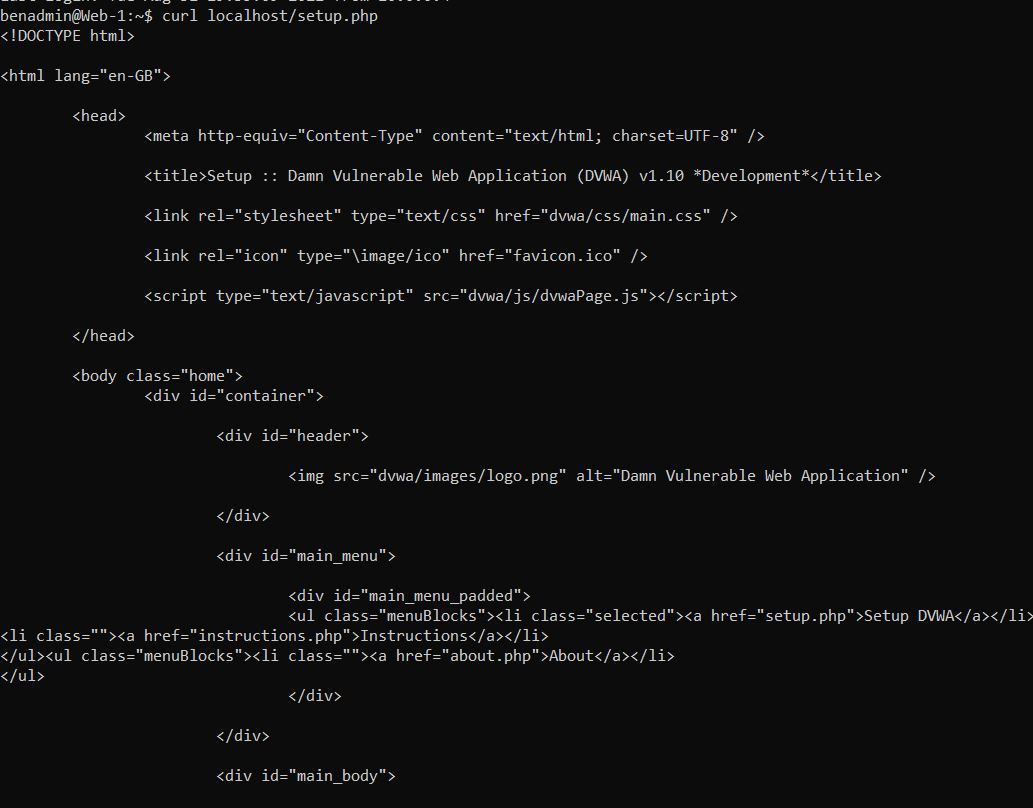 benadmin@Web-1:~$ curl localhost/setup.php
<!DOCTYPE html>
<html lang="en-GB">
<head>
<meta http-equiv="Content-Type" content="text/html; charset=UTF-8" />
<title>Setup :: Damn Vulnerable Web Application (DVWA) v1.10 *Development*</title>
<link rel="stylesheet" type="text/css" href="dvwa/css/main.css" />
<link rel="icon" type="\image/ico" href="favicon.ico" />
<script type="text/javascript" src="dvwa/js/dvwaPage.js"></script>
</head>
<body class="home">
<div id="container">
<div id="header">
<img src="dvwa/images/logo.png" alt="Damn Vulnerable Web Application" />
</div>
<div id="main_menu">
<div id="main_menu_padded">
<ul class="menuBlocks"><li class="selected"><a href="setup.php">Setup DVWA</a></li>
<li class=""><a href="instructions.php">Instructions</a></li>
</ul><ul class="menuBlocks"><li class=""><a href="about.php">About</a></li>
</ul>
</div>
</div>
<div id="main_body">